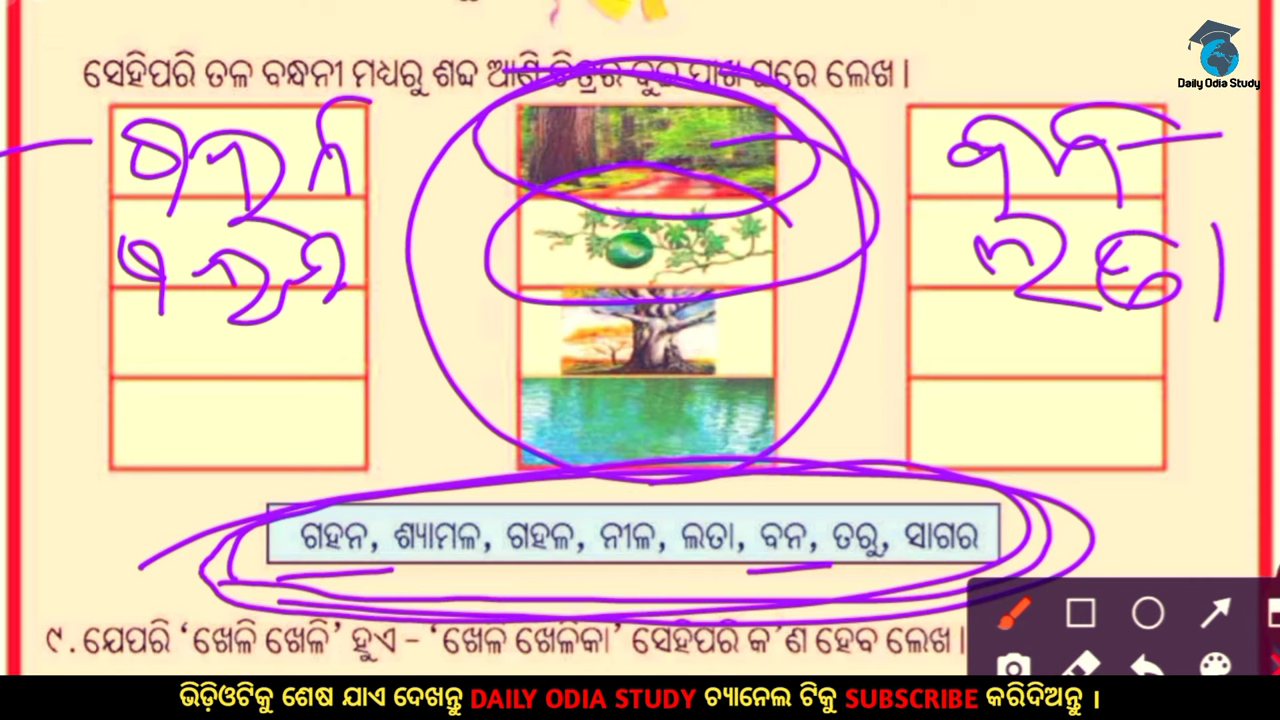 Daily Odia Study
ସେହିପରି ତଳ ବନ୍ଧନୀ ମଧ୍ୟରୁ ଶବ୍ଦ ଆଣି ଚିତ୍ରର ଦୁଇ ପାଖ ଘରେ ଲେଖ।
ବନ
ଲତା
ଗହନ, ଶ୍ୟାମଳ, ଗହଳ, ନୀଳ, ଲତା, ବନ, ତରୁ, ସାଗର
୯. ଯେପରି ‘ଖେଳି ଖେଳି’ ହୁଏ - ‘ଖେଳି ଖେଳିକା’ ସେହିପରି କ'ଣ ହେବ ଲେଖ।
ଭିଡ଼ିଓଟିକୁ ଶେଷ ଯାଏ ଦେଖନ୍ତୁ DAILY ODIA STUDY ଚ୍ୟାନେଲ ଟିକୁ SUBSCRIBE କରିଦିଅନ୍ତୁ ।